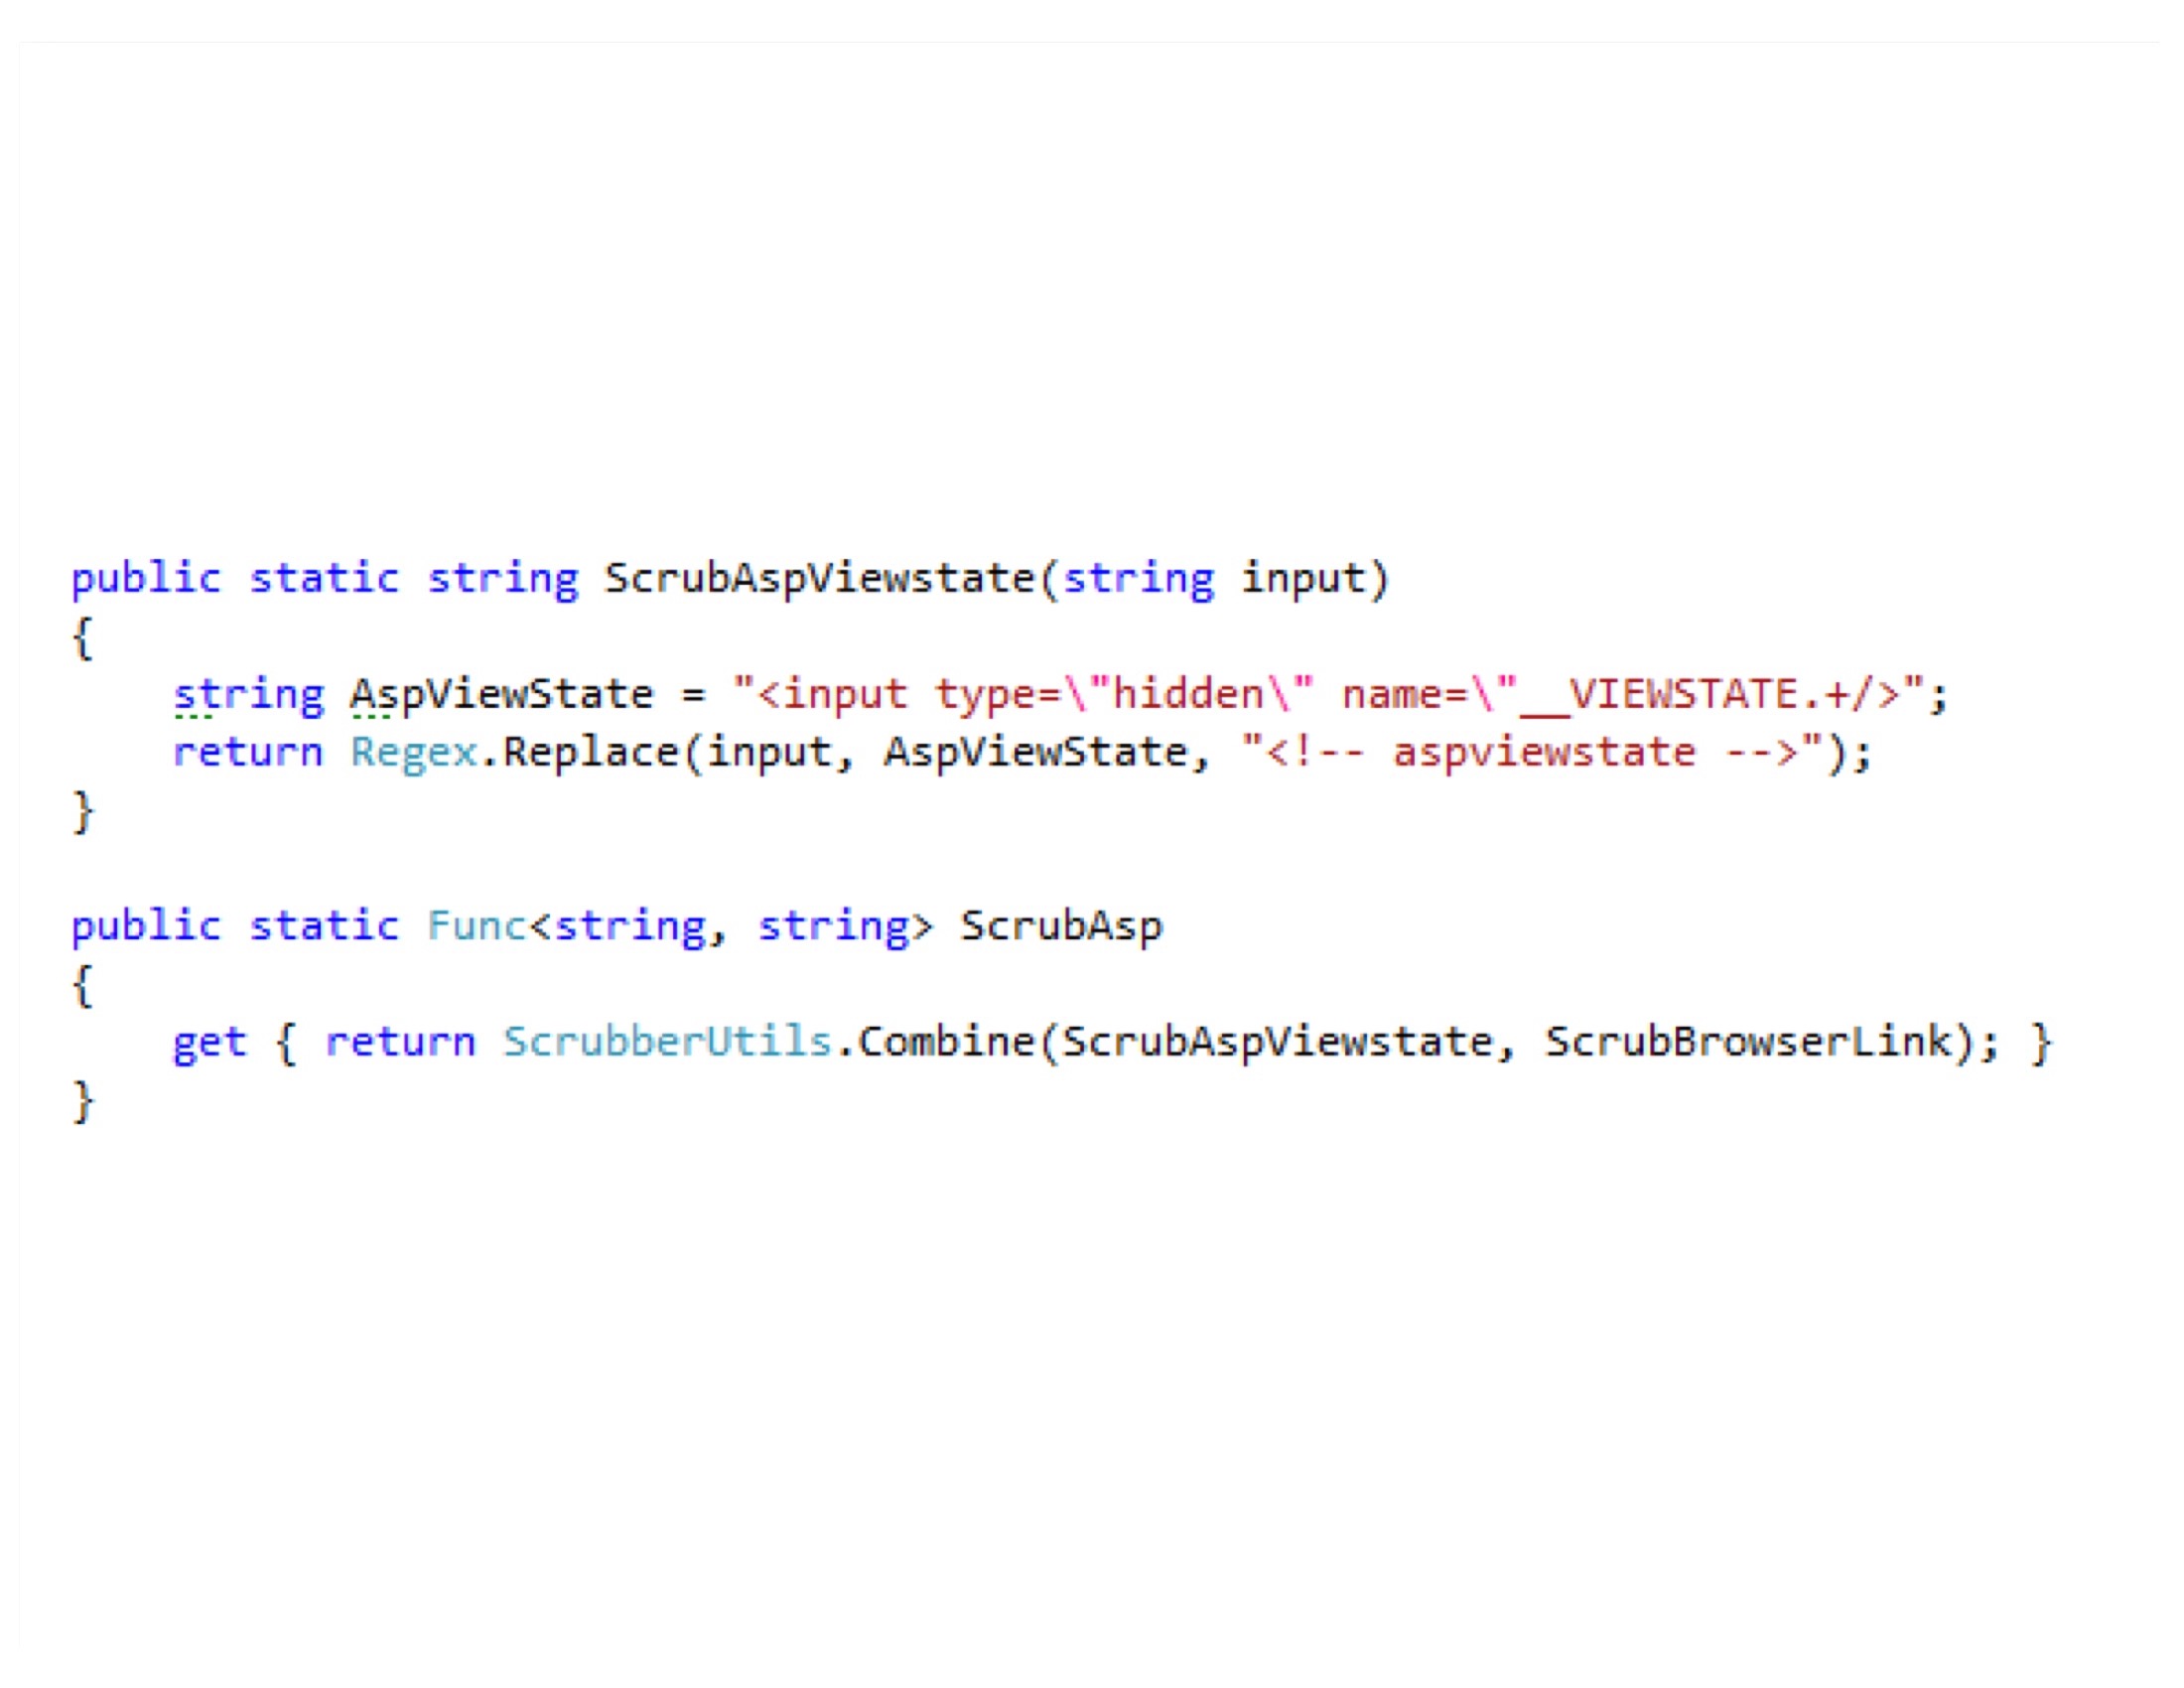 public static string ScrubAspViewstate(string input)
{
    string AspViewState = "<input type=\"hidden\" name=\"__VIEWSTATE.+/>";
    return Regex.Replace(input, AspViewState, "<!-- aspviewstate -->");
}

public static Func<string, string> ScrubAsp
{
    get { return ScrubberUtils.Combine(ScrubAspViewstate, ScrubBrowserLink); }
}